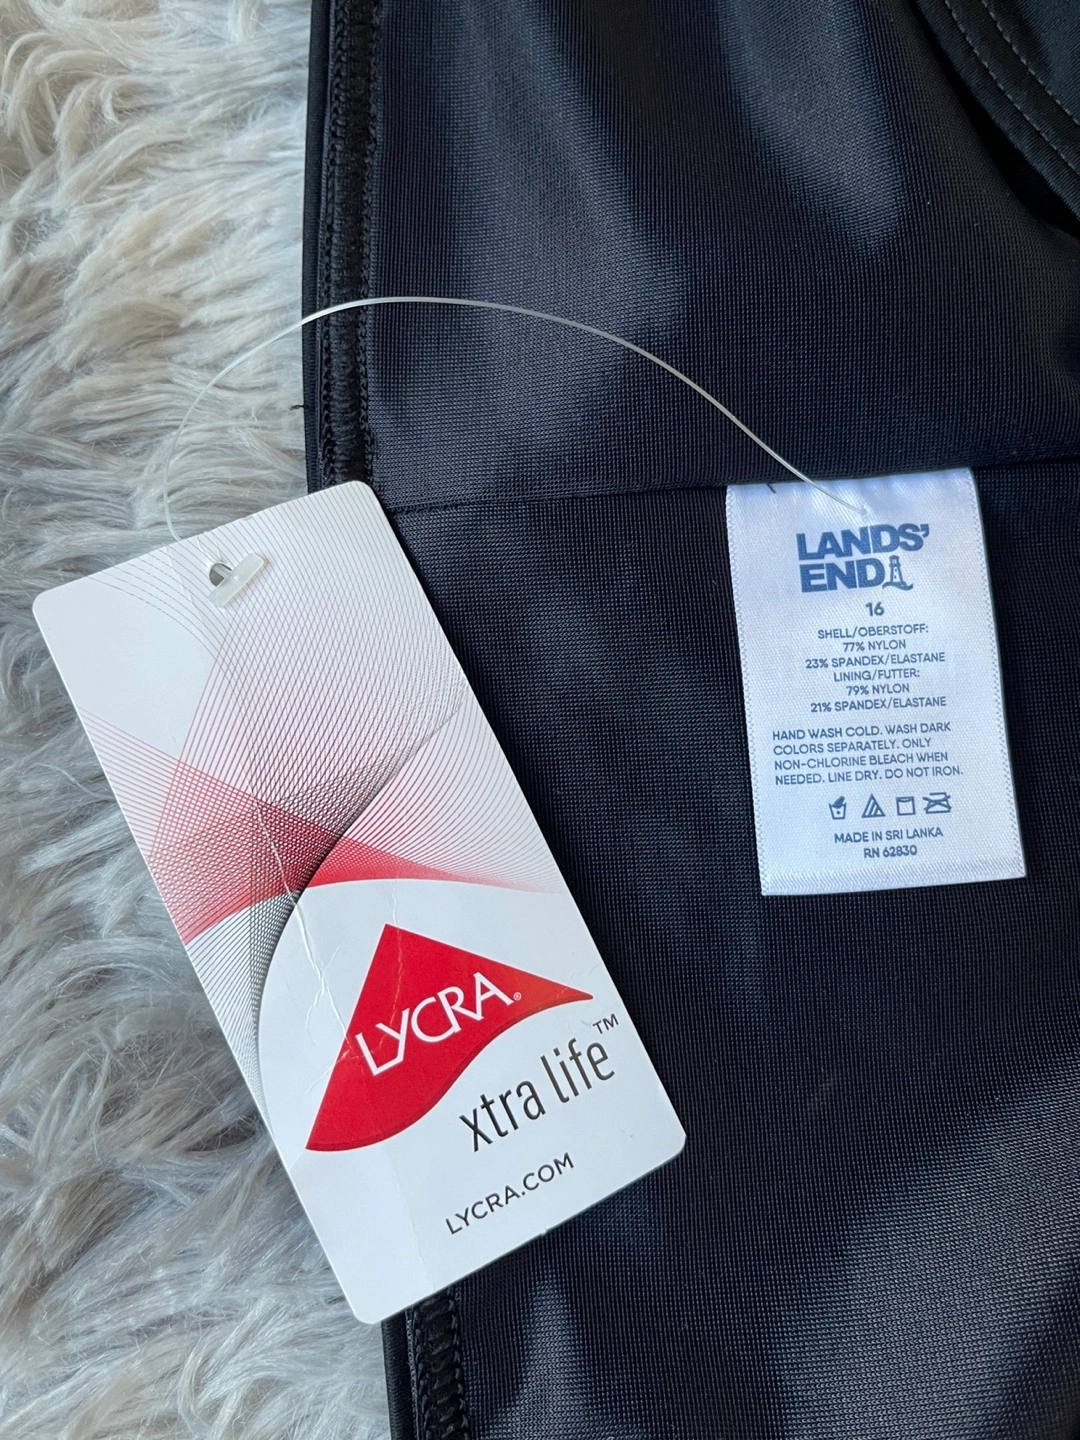 LANDS'
END
16
SHELL/OBERSTOFF:
77% NYLON
23% SPANDEX/ELASTANE
LINING/FUTTER:
79% NYLON
21% SPANDEX/ELASTANE
HAND WASH COLD. WASH DARK
COLORS SEPARATELY. ONLY
NON-CHLORINE BLEACH WHEN
NEEDED. LINE DRY. DO NOT IRON.
MADE IN SRI LANKA
RN 62830
LYCRA®
xtra life™
LYCRA.COM